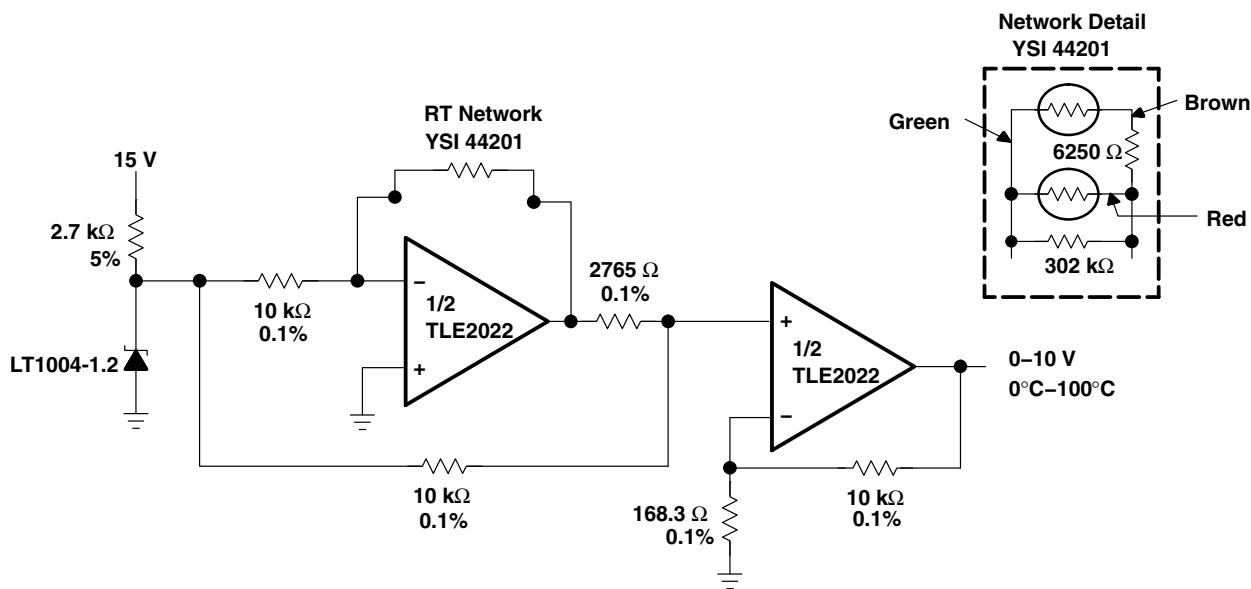 Network Detail
YSI 44201
Brown
Green
6250 Ω
Red
302 kΩ
RT Network
YSI 44201
15 V
2.7 kΩ
5%
10 kΩ
0.1%
LT1004-1.2
−
1/2
TLE2022
+
2765 Ω
0.1%
+
1/2
TLE2022
−
0−10 V
0°C−100°C
10 kΩ
0.1%
168.3 Ω
0.1%
10 kΩ
0.1%